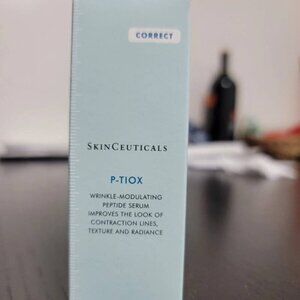 CORRECT
SKINCEUTICALS
P-TIOX
WRINKLE-MODULATING
PEPTIDE SERUM
IMPROVES THE LOOK OF
CONTRACTION LINES,
TEXTURE AND RADIANCE